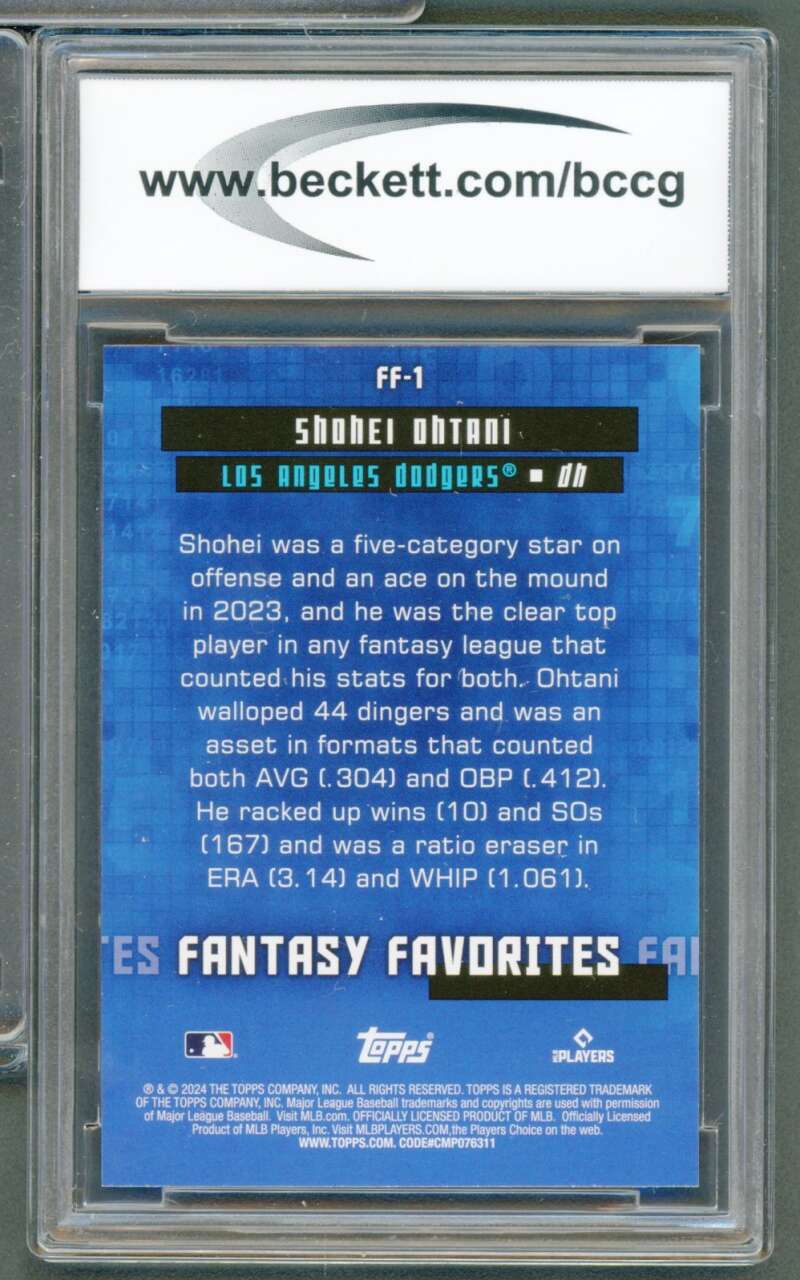 www.beckett.com/bccg
FF-1
SHOHEI OHTANI
LOS ANGELES DODGERS® ▪ DH
Shohei was a five-category star on
offense and an ace on the mound
in 2023, and he was the clear top
player in any fantasy league that
counted his stats for both. Ohtani
walloped 44 dingers and was an
asset in formats that counted
both AVG (.304) and OBP (.412).
He racked up wins (10) and SOs
(167) and was a ratio eraser in
ERA (3.14) and WHIP (1.061).
TES FANTASY FAVORITES FAN
Topps®
MLB PLAYERS
® & © 2024 THE TOPPS COMPANY, INC. ALL RIGHTS RESERVED. TOPPS IS A REGISTERED TRADEMARK
OF THE TOPPS COMPANY, INC. Major League Baseball trademarks and copyrights are used with permission
of Major League Baseball. Visit MLB.com. OFFICIALLY LICENSED PRODUCT OF MLB. Officially Licensed
Product of MLB Players, Inc. Visit MLBPLAYERS.COM,the Players Choice on the web.
WWW.TOPPS.COM. CODE#CMP076311